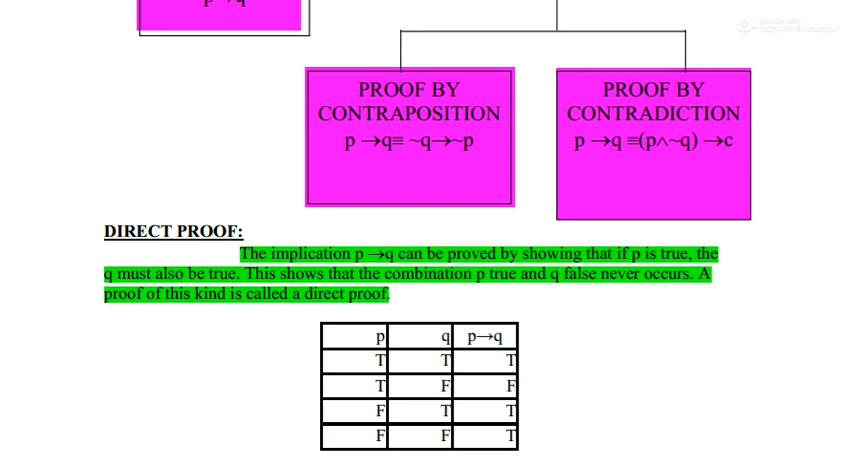 p→q
PROOF BY
CONTRAPOSITION
p →q≡ ~q→~p
PROOF BY
CONTRADICTION
p →q ≡(p∧~q) →c
DIRECT PROOF:
The implication p →q can be proved by showing that if p is true, the
q must also be true. This shows that the combination p true and q false never occurs. A
proof of this kind is called a direct proof.
p q p→q
T T T
T F F
F T T
F F T